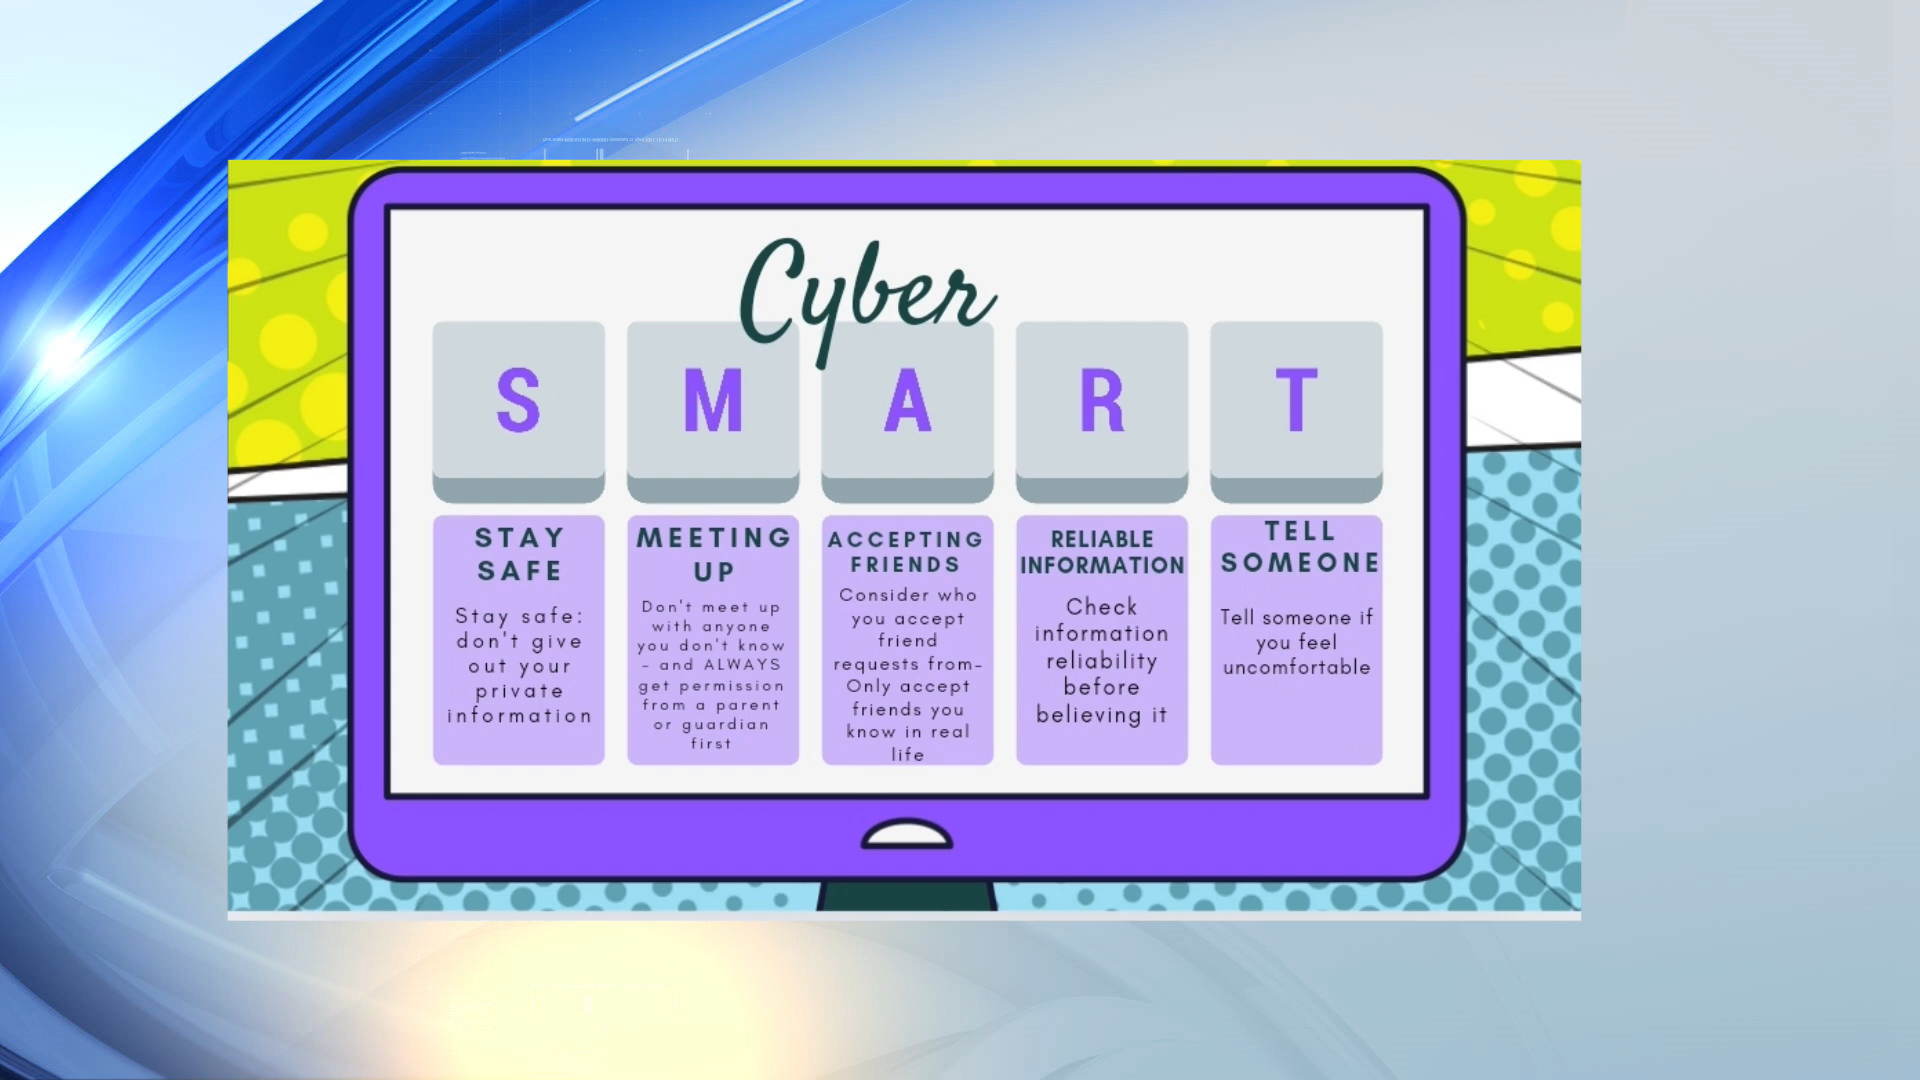 Cyber
S M A R T
STAY
SAFE
Stay safe:
don't give
out your
private
information
MEETING
UP
Don't meet up
with anyone
you don't know
- and ALWAYS
get permission
from a parent
or guardian
first
ACCEPTING
FRIENDS
Consider who
you accept
friend
requests from-
Only accept
friends you
know in real
life
RELIABLE
INFORMATION
Check
information
reliability
before
believing it
TELL
SOMEONE
Tell someone if
you feel
uncomfortable